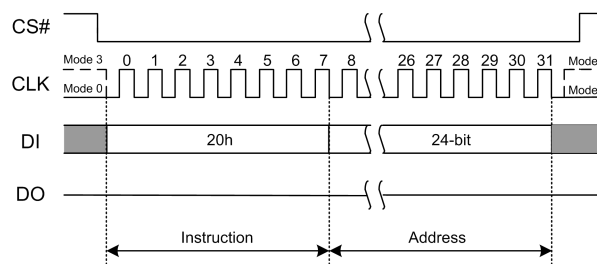 CS#
Mode 3 0 1 2 3 4 5 6 7 8 26 27 28 29 30 31 Mode
CLK
Mode 0 Mode
DI 20h 24-bit
DO
Instruction Address